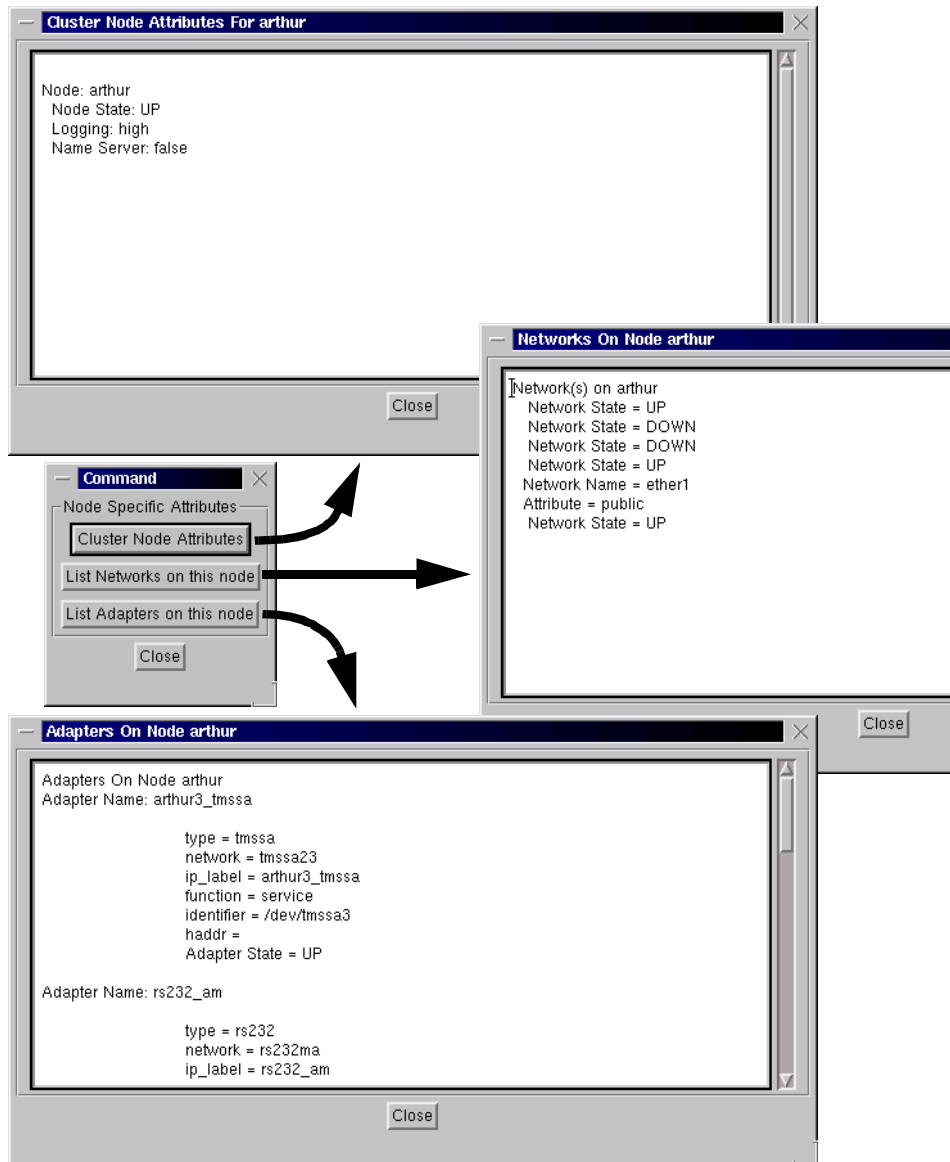 Cluster Node Attributes For arthur
Node: arthur
Node State: UP
Logging: high
Name Server: false
Close
Networks On Node arthur
Network(s) on arthur
Network State = UP
Network State = DOWN
Network State = DOWN
Network State = UP
Network Name = ether1
Attribute = public
Network State = UP
Close
Command
Node Specific Attributes
Cluster Node Attributes
List Networks on this node
List Adapters on this node
Close
Adapters On Node arthur
Adapters On Node arthur
Adapter Name: arthur3_tmssa
type = tmssa
network = tmssa23
ip_label = arthur3_tmssa
function = service
identifier = /dev/tmssa3
haddr =
Adapter State = UP
Adapter Name: rs232_am
type = rs232
network = rs232ma
ip_label = rs232_am
Close